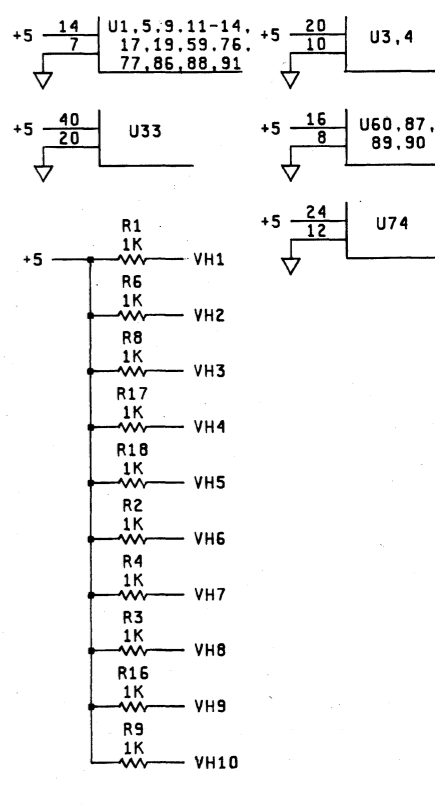 +5 14 U1,5,9,11-14,
7 17,19,59,76,
77,86,88,91
+5 20 U3,4
10
+5 40 U33
20
+5 16 U60,87,
8 89,90
+5 24 U74
12
R1
1K
+5 VH1
R6
1K
VH2
R8
1K
VH3
R17
1K
VH4
R18
1K
VH5
R2
1K
VH6
R4
1K
VH7
R3
1K
VH8
R16
1K
VH9
R9
1K
VH10